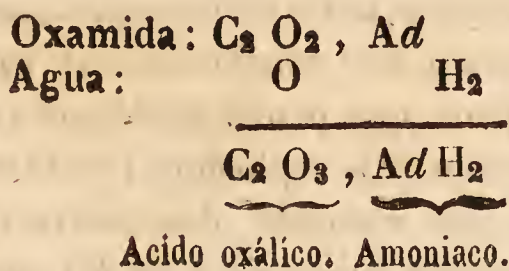 Oxamida: C₂ O₂, Ad
Agua: O H₂
C₂ O₃, Ad H₂
Acido oxálico. Amoniaco.